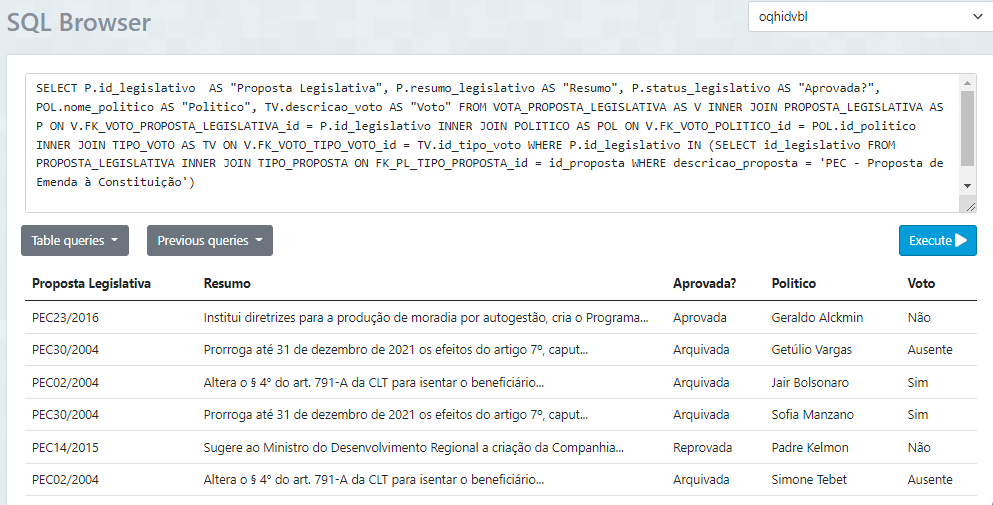 SQL Browser
oqhidvbl
SELECT P.id_legislativo  AS "Proposta Legislativa", P.resumo_legislativo AS "Resumo", P.status_legislativo AS "Aprovada?",
POL.nome_politico AS "Politico", TV.descricao_voto AS "Voto" FROM VOTA_PROPOSTA_LEGISLATIVA AS V INNER JOIN PROPOSTA_LEGISLATIVA AS
P ON V.FK_VOTO_PROPOSTA_LEGISLATIVA_id = P.id_legislativo INNER JOIN POLITICO AS POL ON V.FK_VOTO_POLITICO_id = POL.id_politico
INNER JOIN TIPO_VOTO AS TV ON V.FK_VOTO_TIPO_VOTO_id = TV.id_tipo_voto WHERE P.id_legislativo IN (SELECT id_legislativo FROM
PROPOSTA_LEGISLATIVA INNER JOIN TIPO_PROPOSTA ON FK_PL_TIPO_PROPOSTA_id = id_proposta WHERE descricao_proposta = 'PEC - Proposta de
Emenda à Constituição')
Table queries Previous queries Execute
Proposta Legislativa Resumo Aprovada? Politico Voto
PEC23/2016 Institui diretrizes para a produção de moradia por autogestão, cria o Programa... Aprovada Geraldo Alckmin Não
PEC30/2004 Prorroga até 31 de dezembro de 2021 os efeitos do artigo 7º, caput... Arquivada Getúlio Vargas Ausente
PEC02/2004 Altera o § 4º do art. 791-A da CLT para isentar o beneficiário... Arquivada Jair Bolsonaro Sim
PEC30/2004 Prorroga até 31 de dezembro de 2021 os efeitos do artigo 7º, caput... Arquivada Sofia Manzano Sim
PEC14/2015 Sugere ao Ministro do Desenvolvimento Regional a criação da Companhia... Reprovada Padre Kelmon Não
PEC02/2004 Altera o § 4º do art. 791-A da CLT para isentar o beneficiário... Arquivada Simone Tebet Ausente